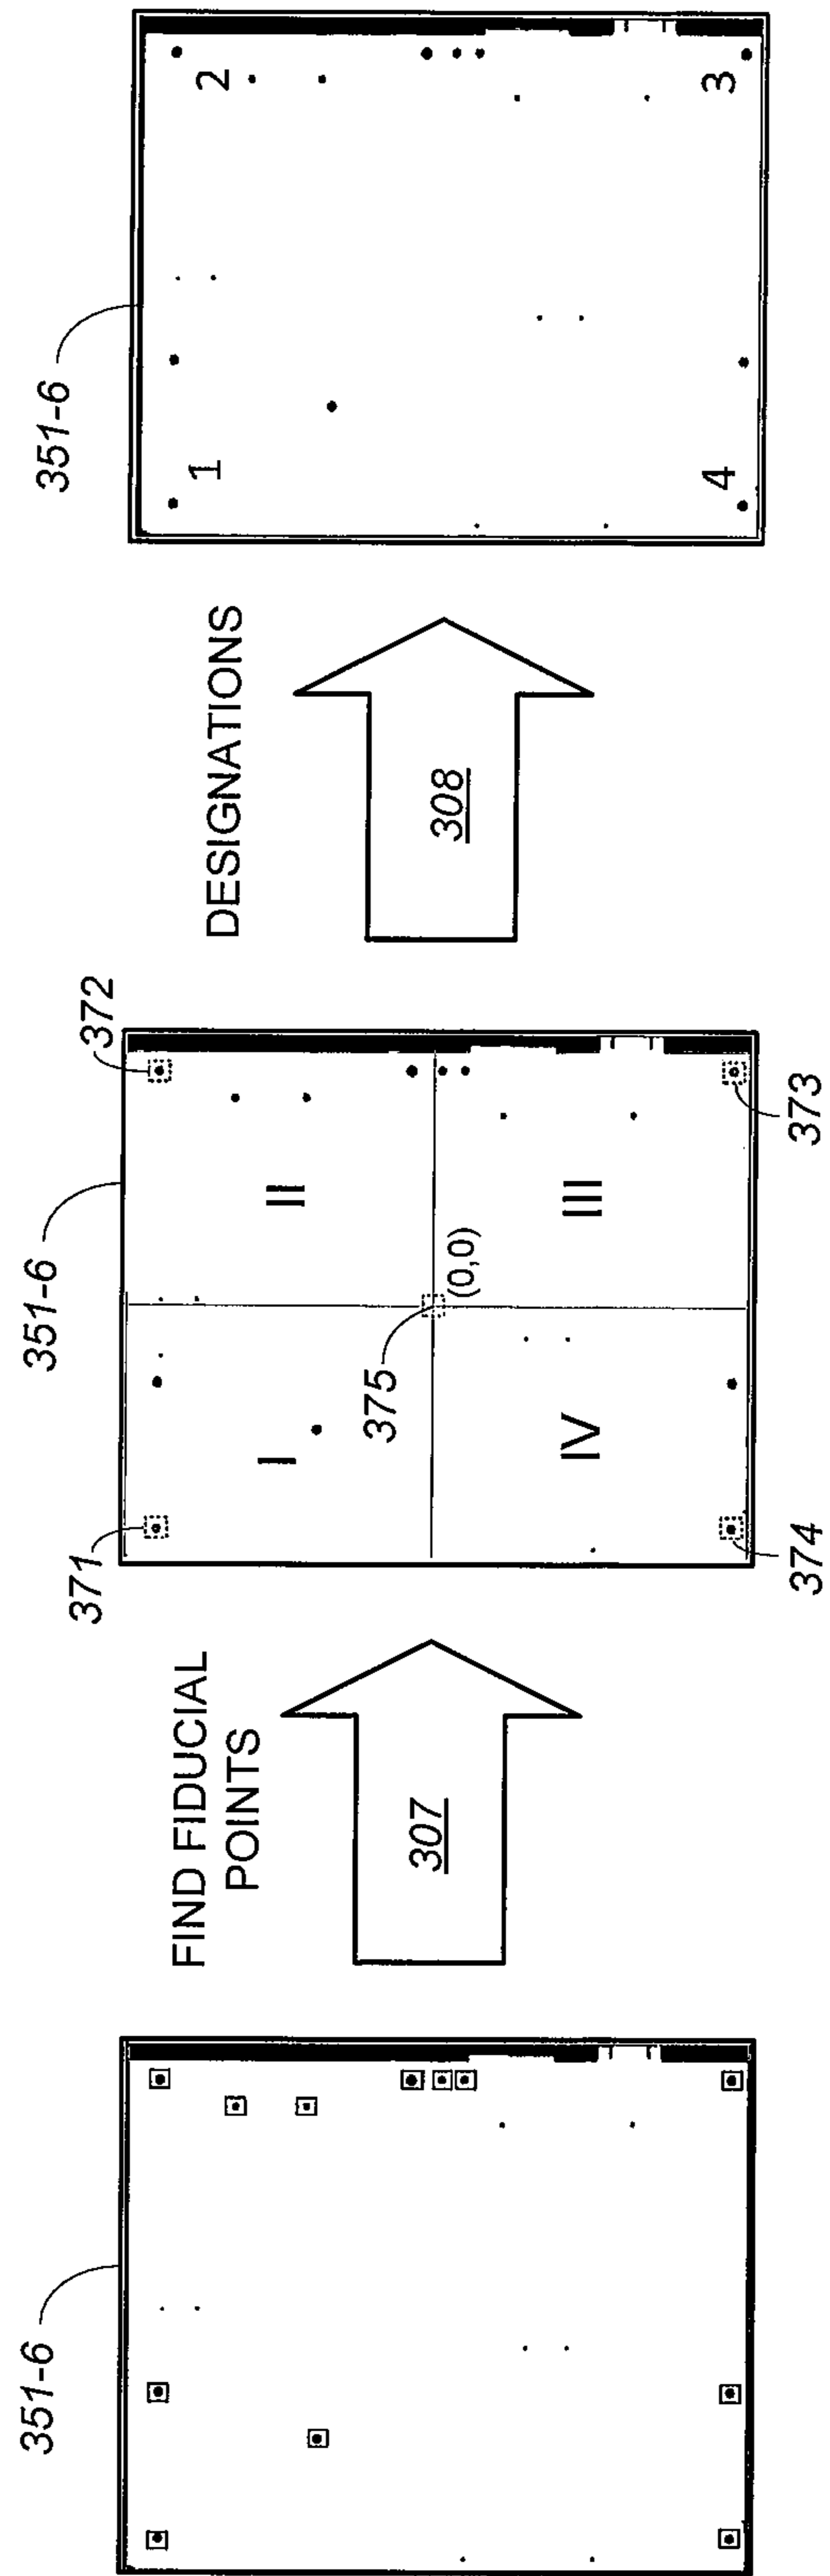 351-6
FIND FIDUCIAL
POINTS
307
351-6
371
372
I
II
375
(0,0)
IV
III
374
373
DESIGNATIONS
308
351-6
1
2
4
3